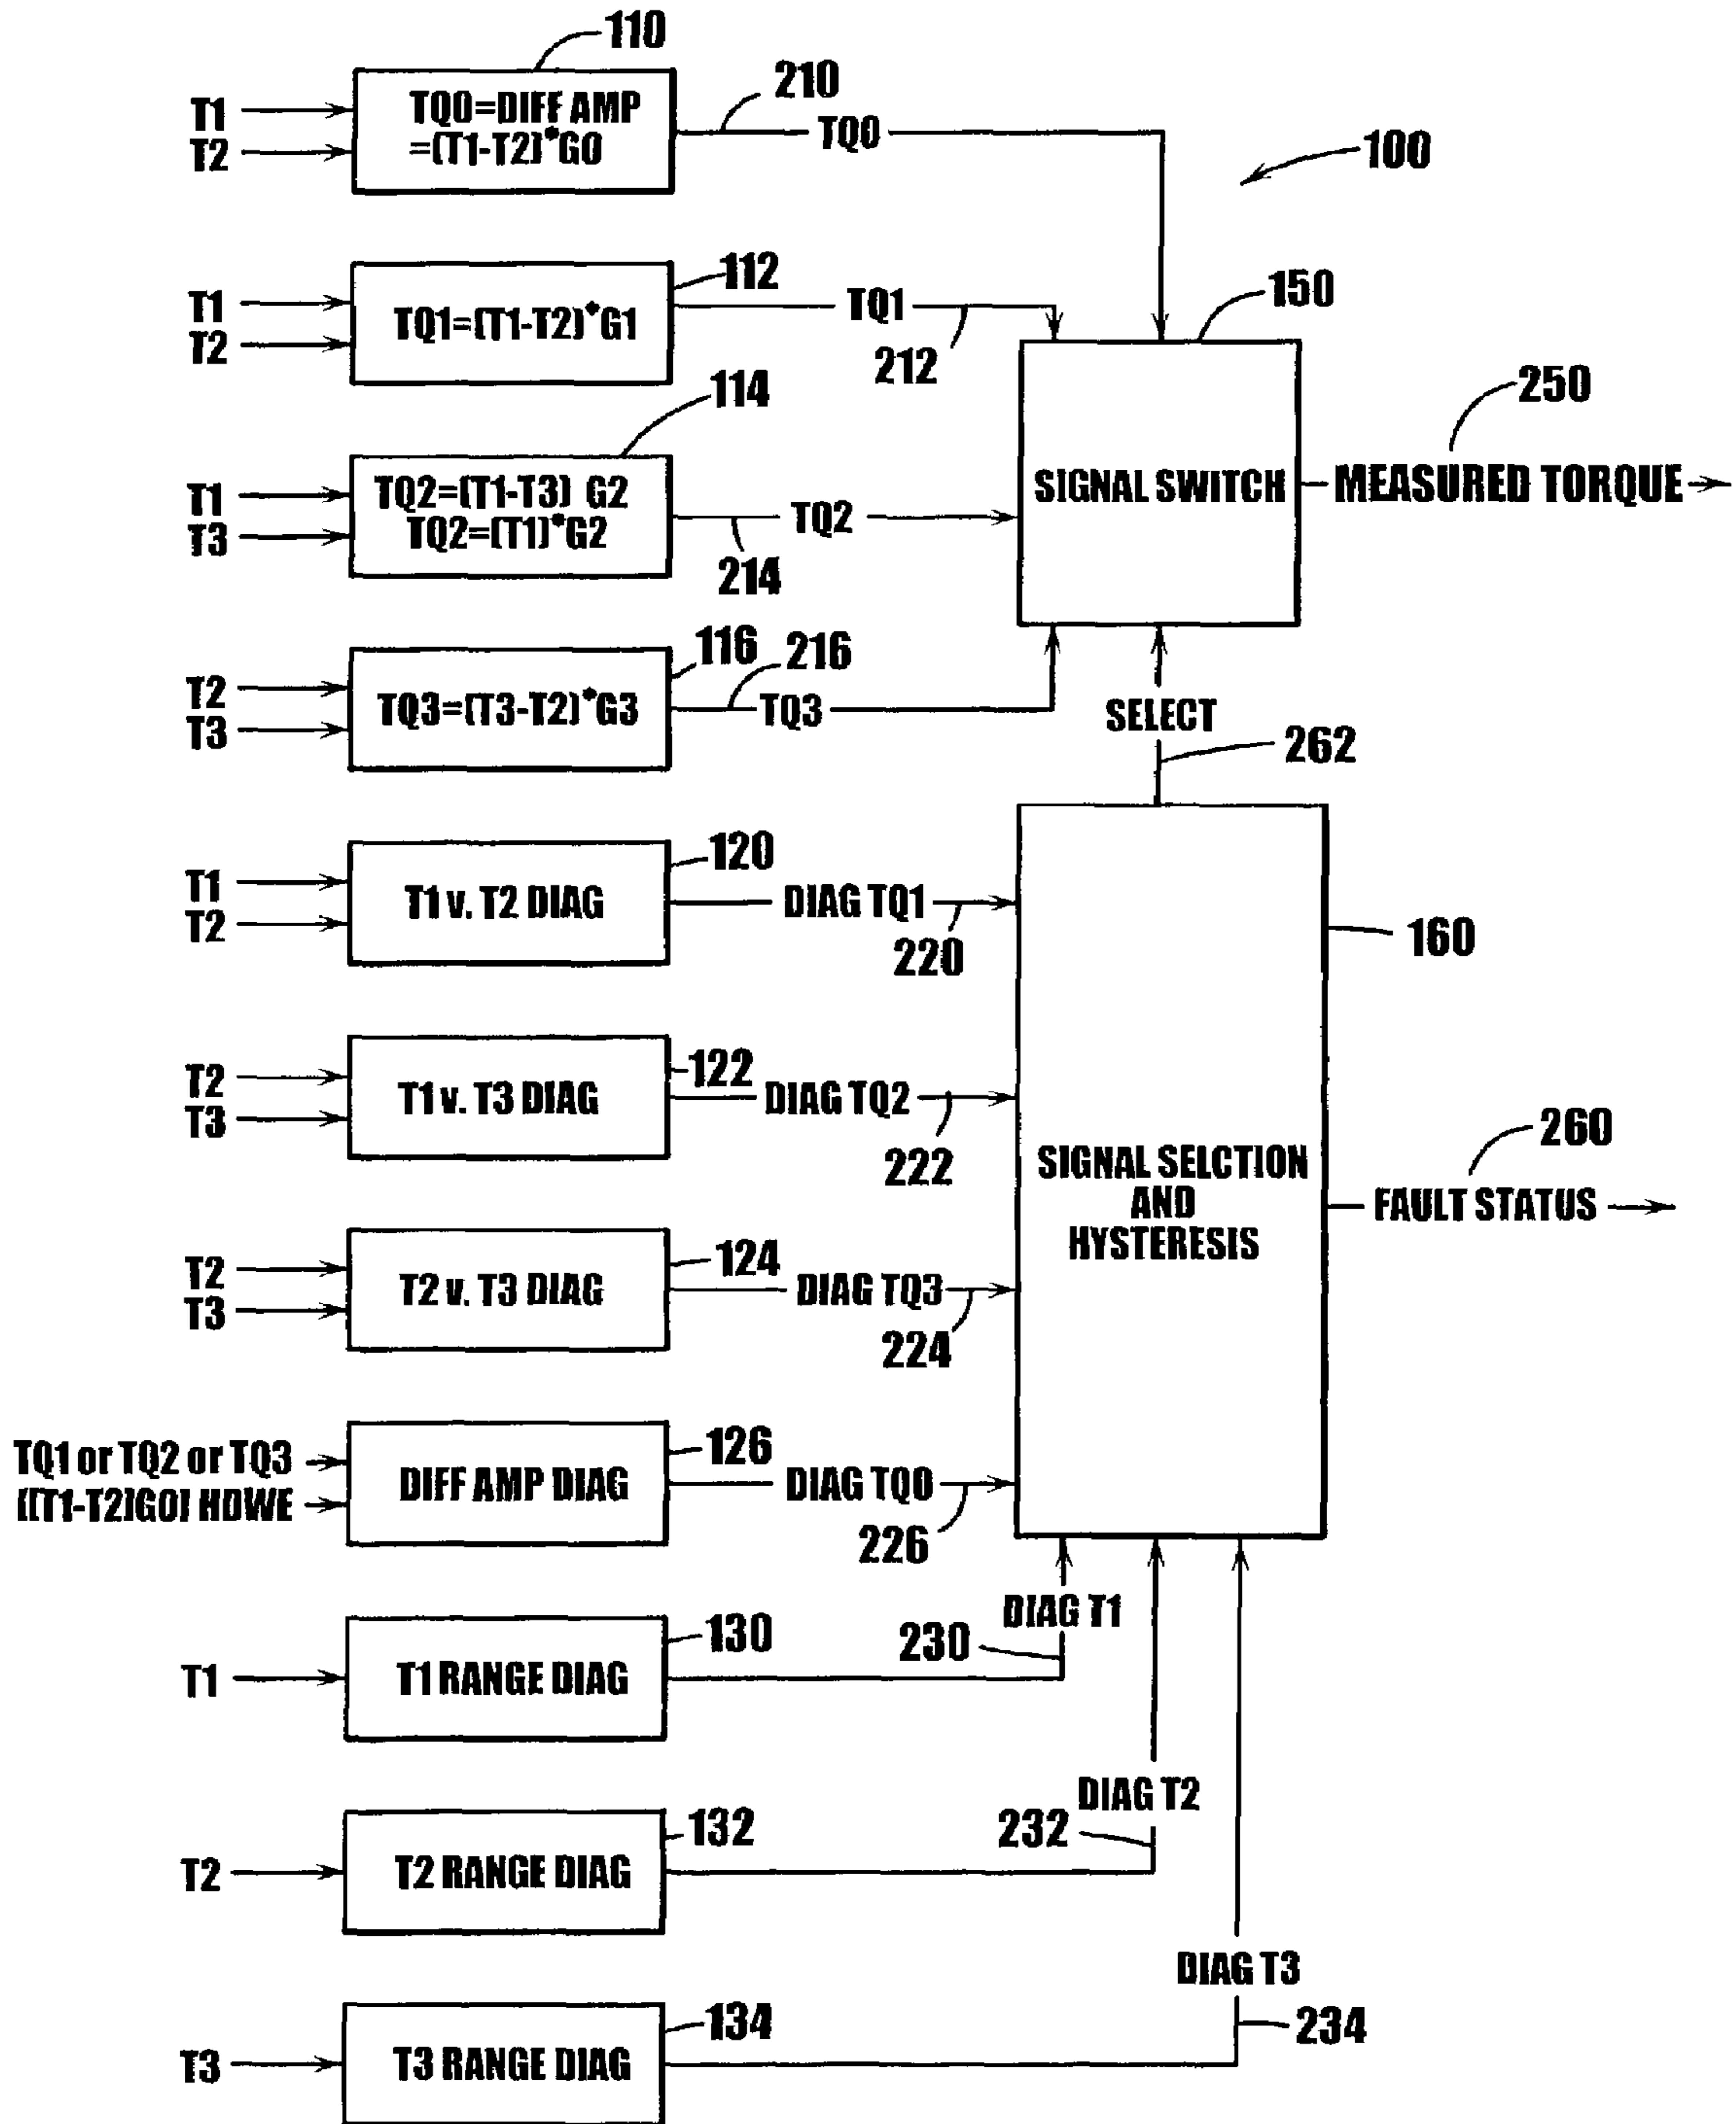 110
T1
T2
TQ0=DIFF AMP
=(T1-T2)*G0
210
TQ0
100
T1
T2
TQ1=(T1-T2)*G1
112
TQ1
212
150
114
T1
T3
TQ2=(T1-T3) G2
TQ2=(T1)*G2
TQ2
214
SIGNAL SWITCH
250
MEASURED TORQUE
T2
T3
TQ3=(T3-T2)*G3
116
216
TQ3
SELECT
262
T1
T2
T1 v. T2 DIAG
120
DIAG TQ1
220
160
T2
T3
T1 v. T3 DIAG
122
DIAG TQ2
222
SIGNAL SELCTION
AND
HYSTERESIS
260
FAULT STATUS
T2
T3
T2 v. T3 DIAG
124
DIAG TQ3
224
TQ1 or TQ2 or TQ3
([T1-T2]G0] HDWE
DIFF AMP DIAG
126
DIAG TQ0
226
T1
T1 RANGE DIAG
130
230
DIAG T1
T2
T2 RANGE DIAG
132
232
DIAG T2
T3
T3 RANGE DIAG
134
DIAG T3
234